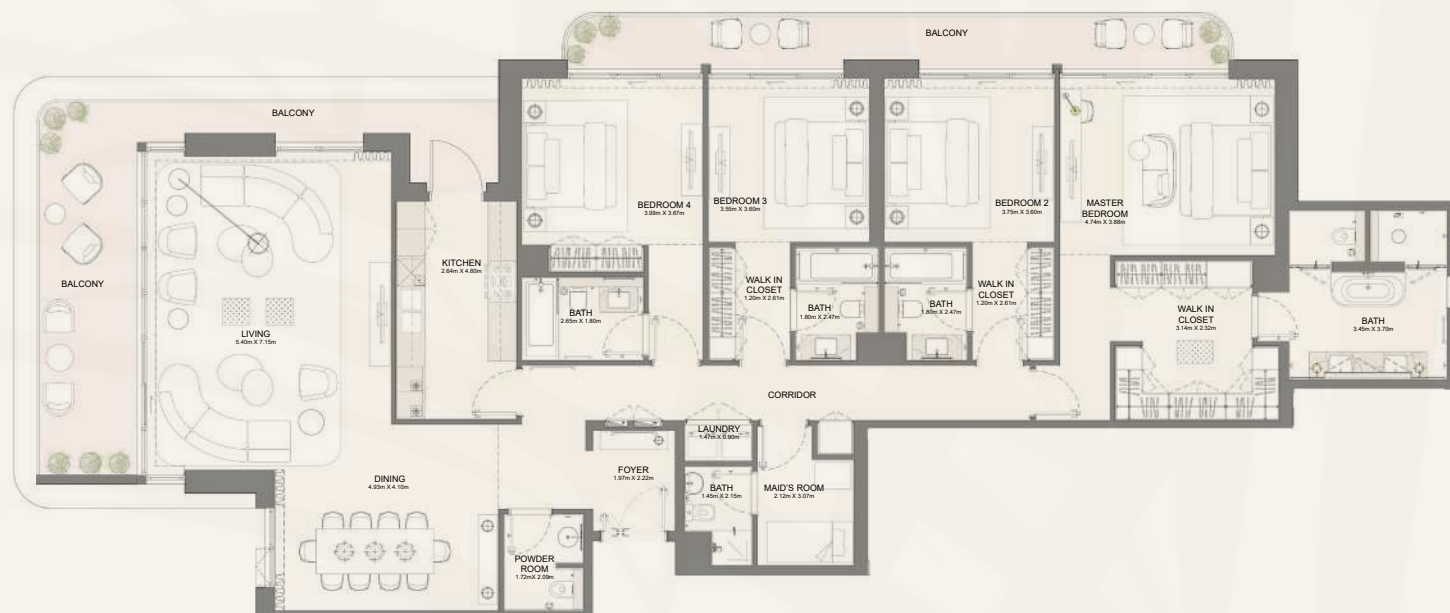 BALCONY
BALCONY
BALCONY
LIVING
5.40m X 7.15m
KITCHEN
2.64m X 4.80m
BEDROOM 4
3.99m X 3.67m
BEDROOM 3
3.55m X 3.60m
BEDROOM 2
3.75m X 3.60m
MASTER
BEDROOM
4.74m X 3.88m
BATH
2.65m X 1.80m
WALK IN
CLOSET
1.20m X 2.61m
BATH
1.80m X 2.47m
BATH
1.80m X 2.47m
WALK IN
CLOSET
1.20m X 2.61m
WALK IN
CLOSET
3.14m X 2.32m
BATH
3.45m X 3.70m
CORRIDOR
LAUNDRY
1.47m X 0.90m
DINING
4.93m X 4.10m
FOYER
1.97m X 2.22m
BATH
1.45m X 2.15m
MAID'S ROOM
2.12m X 3.07m
POWDER
ROOM
1.72mX 2.09m